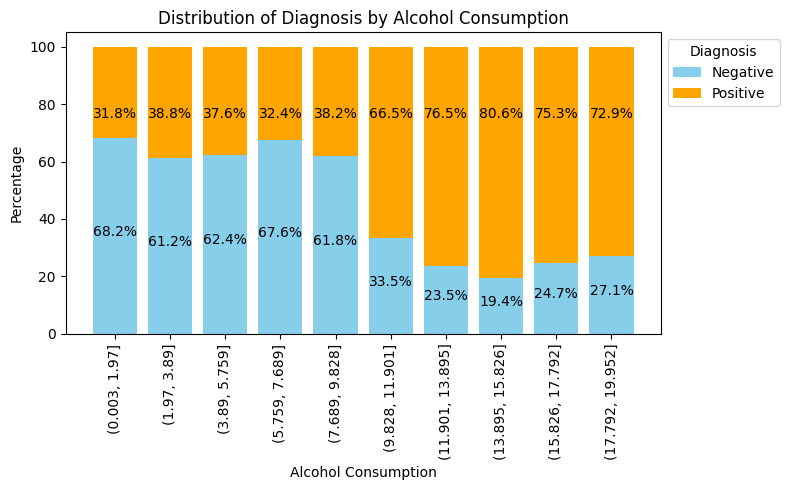 Distribution of Diagnosis by Alcohol Consumption
Diagnosis
Negative
Positive
Percentage
100
80
60
40
20
0
31.8% 38.8% 37.6% 32.4% 38.2% 66.5% 76.5% 80.6% 75.3% 72.9%
68.2% 61.2% 62.4% 67.6% 61.8% 33.5% 23.5% 19.4% 24.7% 27.1%
(0.003, 1.97]
(1.97, 3.89]
(3.89, 5.759]
(5.759, 7.689]
(7.689, 9.828]
(9.828, 11.901]
(11.901, 13.895]
(13.895, 15.826]
(15.826, 17.792]
(17.792, 19.952]
Alcohol Consumption